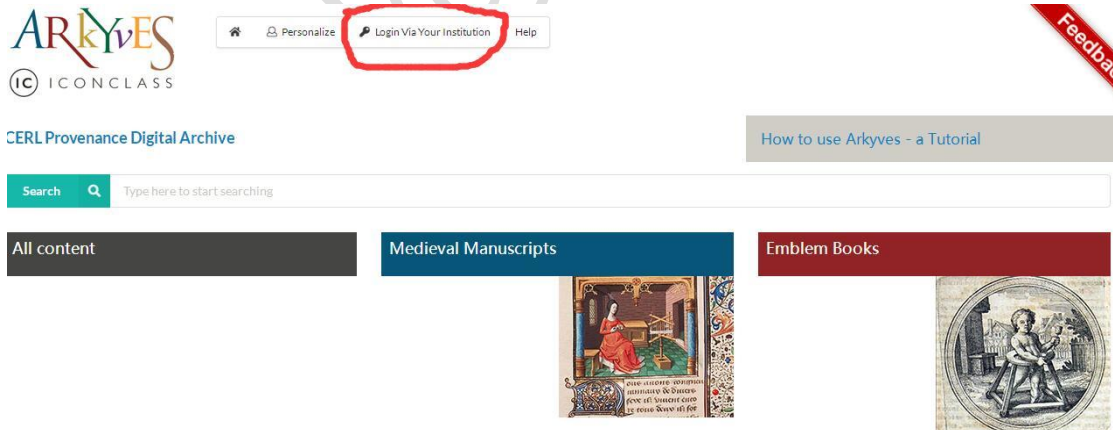 ARKYVES
Personalize Login Via Your Institution Help
IC ICONCLASS
CERL Provenance Digital Archive
How to use Arkyves - a Tutorial
Search Type here to start searching
All content Medieval Manuscripts Emblem Books